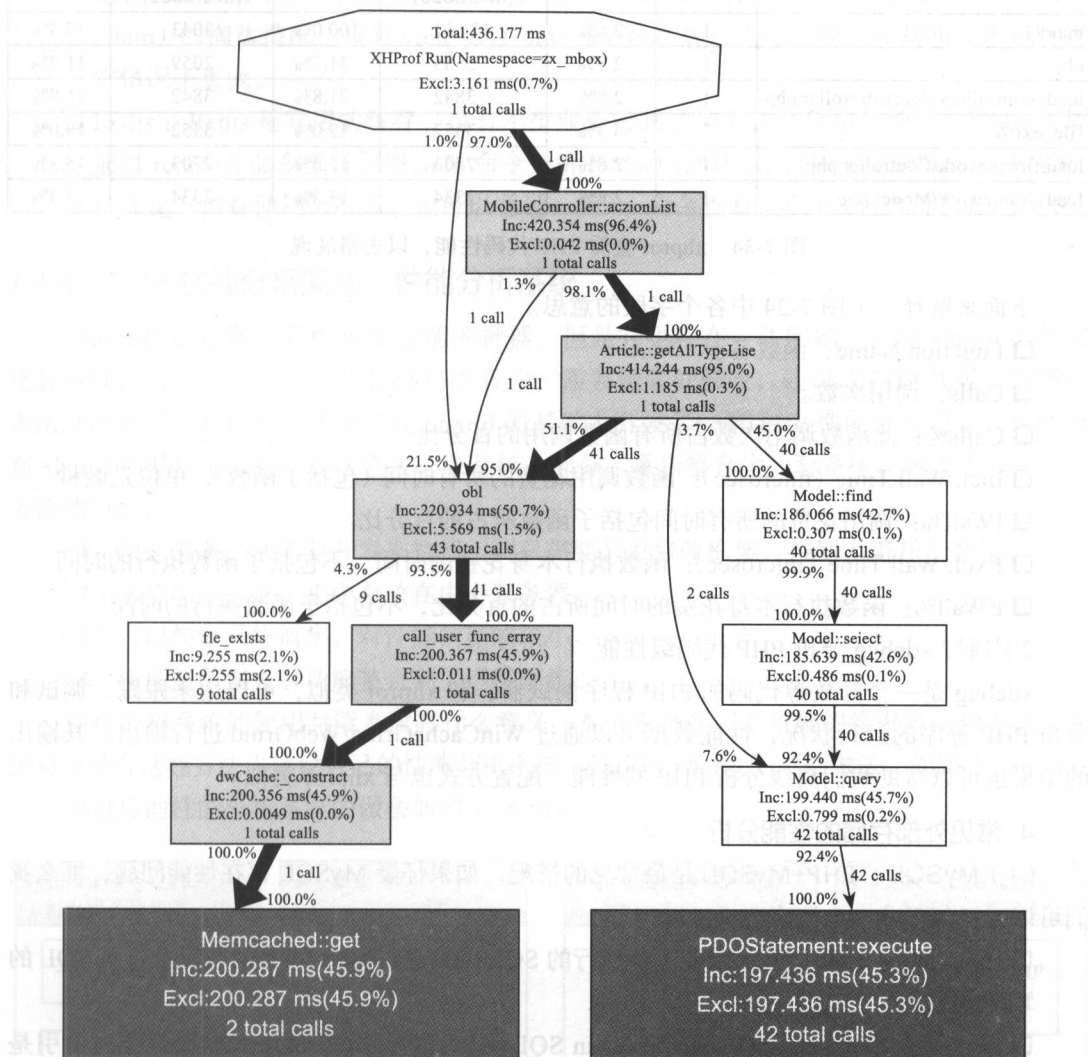 Total:436.177 ms
XHProf Run(Namespace=zx_mbox)
Excl:3.161 ms(0.7%)
1 total calls
1.0% 97.0%
1 call
100%
MobileController::aczionList
Inc:420.354 ms(96.4%)
Excl:0.042 ms(0.0%)
1 total calls
1.3% 98.1%
1 call
1 call
100%
Article::getAllTypeLise
Inc:414.244 ms(95.0%)
Excl:1.185 ms(0.3%)
1 total calls
1 call
51.1% 3.7% 45.0%
41 calls
40 calls
21.5% 95.0%
100.0%
obl
Inc:220.934 ms(50.7%)
Excl:5.369 ms(1.5%)
43 total calls
Model::find
Inc:186.066 ms(42.7%)
Excl:0.307 ms(0.1%)
40 total calls
4.3% 93.5%
9 calls
41 calls
2 calls
99.9%
40 calls
100.0%
100.0%
100.0%
fle_exlsts
Inc:9.255 ms(2.1%)
Excl:9.255 ms(2.1%)
9 total calls
call_user_func_erray
Inc:200.367 ms(45.9%)
Excl:0.011 ms(0.0%)
1 total calls
Model::seiect
Inc:185.639 ms(42.6%)
Excl:0.486 ms(0.1%)
40 total calls
100.0%
1 call
100.0%
99.5%
40 calls
7.6% 92.4%
dwCache:_constract
Inc:200.356 ms(45.9%)
Excl:0.0049 ms(0.0%)
1 total calls
Model::query
Inc:199.440 ms(45.7%)
Excl:0.799 ms(0.2%)
42 total calls
100.0%
1 call
100.0%
92.4%
42 calls
100.0%
Memcached::get
Inc:200.287 ms(45.9%)
Excl:200.287 ms(45.9%)
2 total calls
PDOStatement::execute
Inc:197.436 ms(45.3%)
Excl:197.436 ms(45.3%)
42 total calls